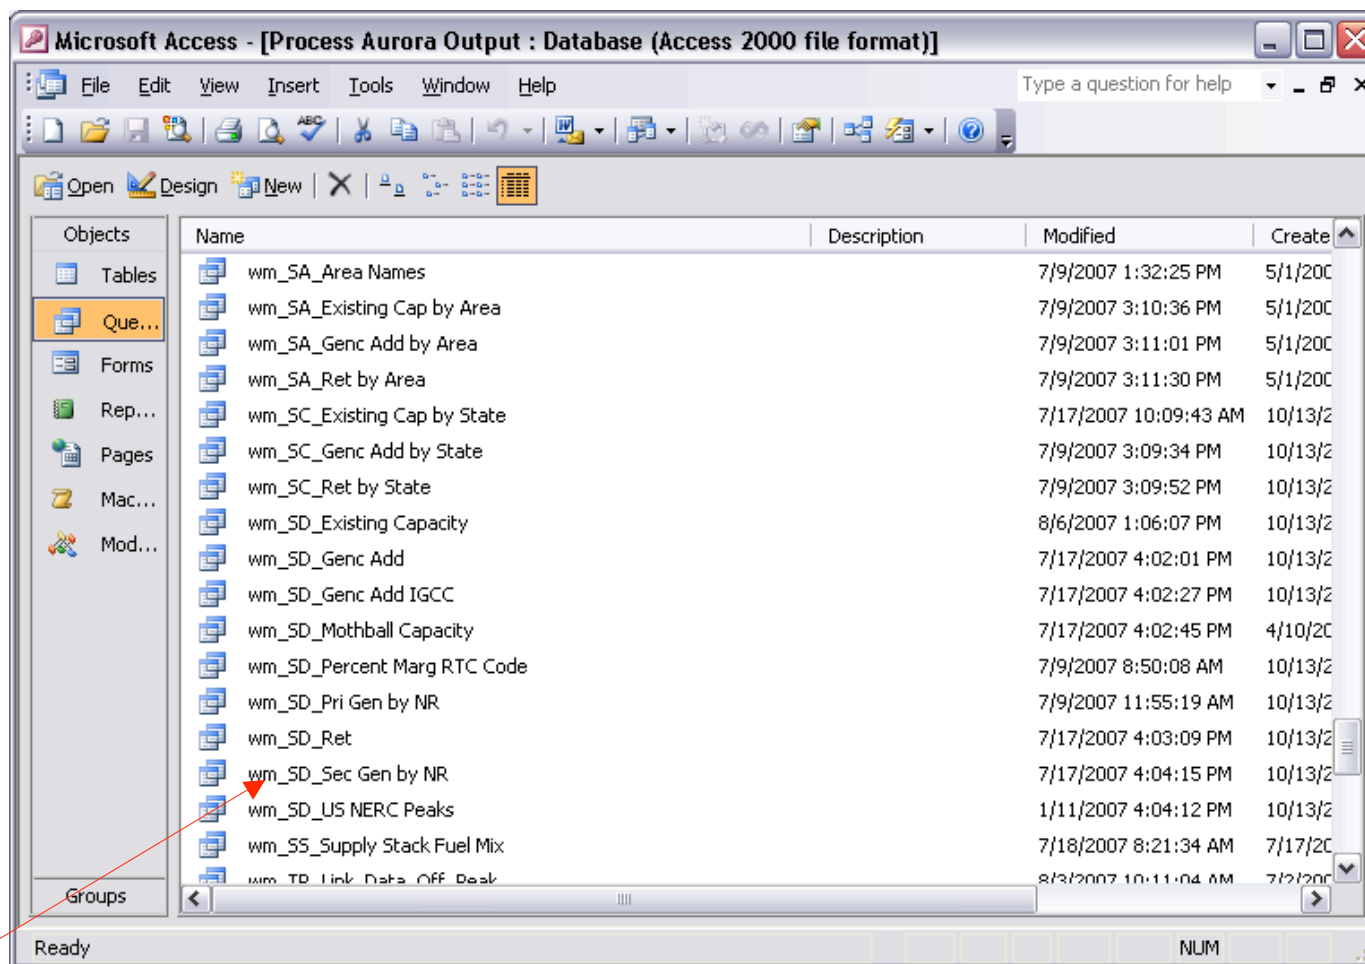 Microsoft Access - [Process Aurora Output : Database (Access 2000 file format)]
File Edit View Insert Tools Window Help Type a question for help
ABC W
Open Design New
Objects Name Description Modified Create
Tables wm_SA_Area Names 7/9/2007 1:32:25 PM 5/1/200
Que... wm_SA_Existing Cap by Area 7/9/2007 3:10:36 PM 5/1/200
wm_SA_Genc Add by Area 7/9/2007 3:11:01 PM 5/1/200
Forms wm_SA_Ret by Area 7/9/2007 3:11:30 PM 5/1/200
Rep... wm_SC_Existing Cap by State 7/17/2007 10:09:43 AM 10/13/2
Pages wm_SC_Genc Add by State 7/9/2007 3:09:34 PM 10/13/2
Mac... wm_SC_Ret by State 7/9/2007 3:09:52 PM 10/13/2
wm_SD_Existing Capacity 8/6/2007 1:06:07 PM 10/13/2
Mod... wm_SD_Genc Add 7/17/2007 4:02:01 PM 10/13/2
wm_SD_Genc Add IGCC 7/17/2007 4:02:27 PM 10/13/2
wm_SD_Mothball Capacity 7/17/2007 4:02:45 PM 4/10/20
wm_SD_Percent Marg RTC Code 7/9/2007 8:50:08 AM 10/13/2
wm_SD_Pri Gen by NR 7/9/2007 11:55:19 AM 10/13/2
wm_SD_Ret 7/17/2007 4:03:09 PM 10/13/2
wm_SD_Sec Gen by NR 7/17/2007 4:04:15 PM 10/13/2
wm_SD_US NERC Peaks 1/11/2007 4:04:12 PM 10/13/2
wm_SS_Supply Stack Fuel Mix 7/18/2007 8:21:34 AM 7/17/20
wm_TR_Link_Data_Off_Peak 8/3/2007 10:11:04 AM 7/2/200
Groups
Ready NUM